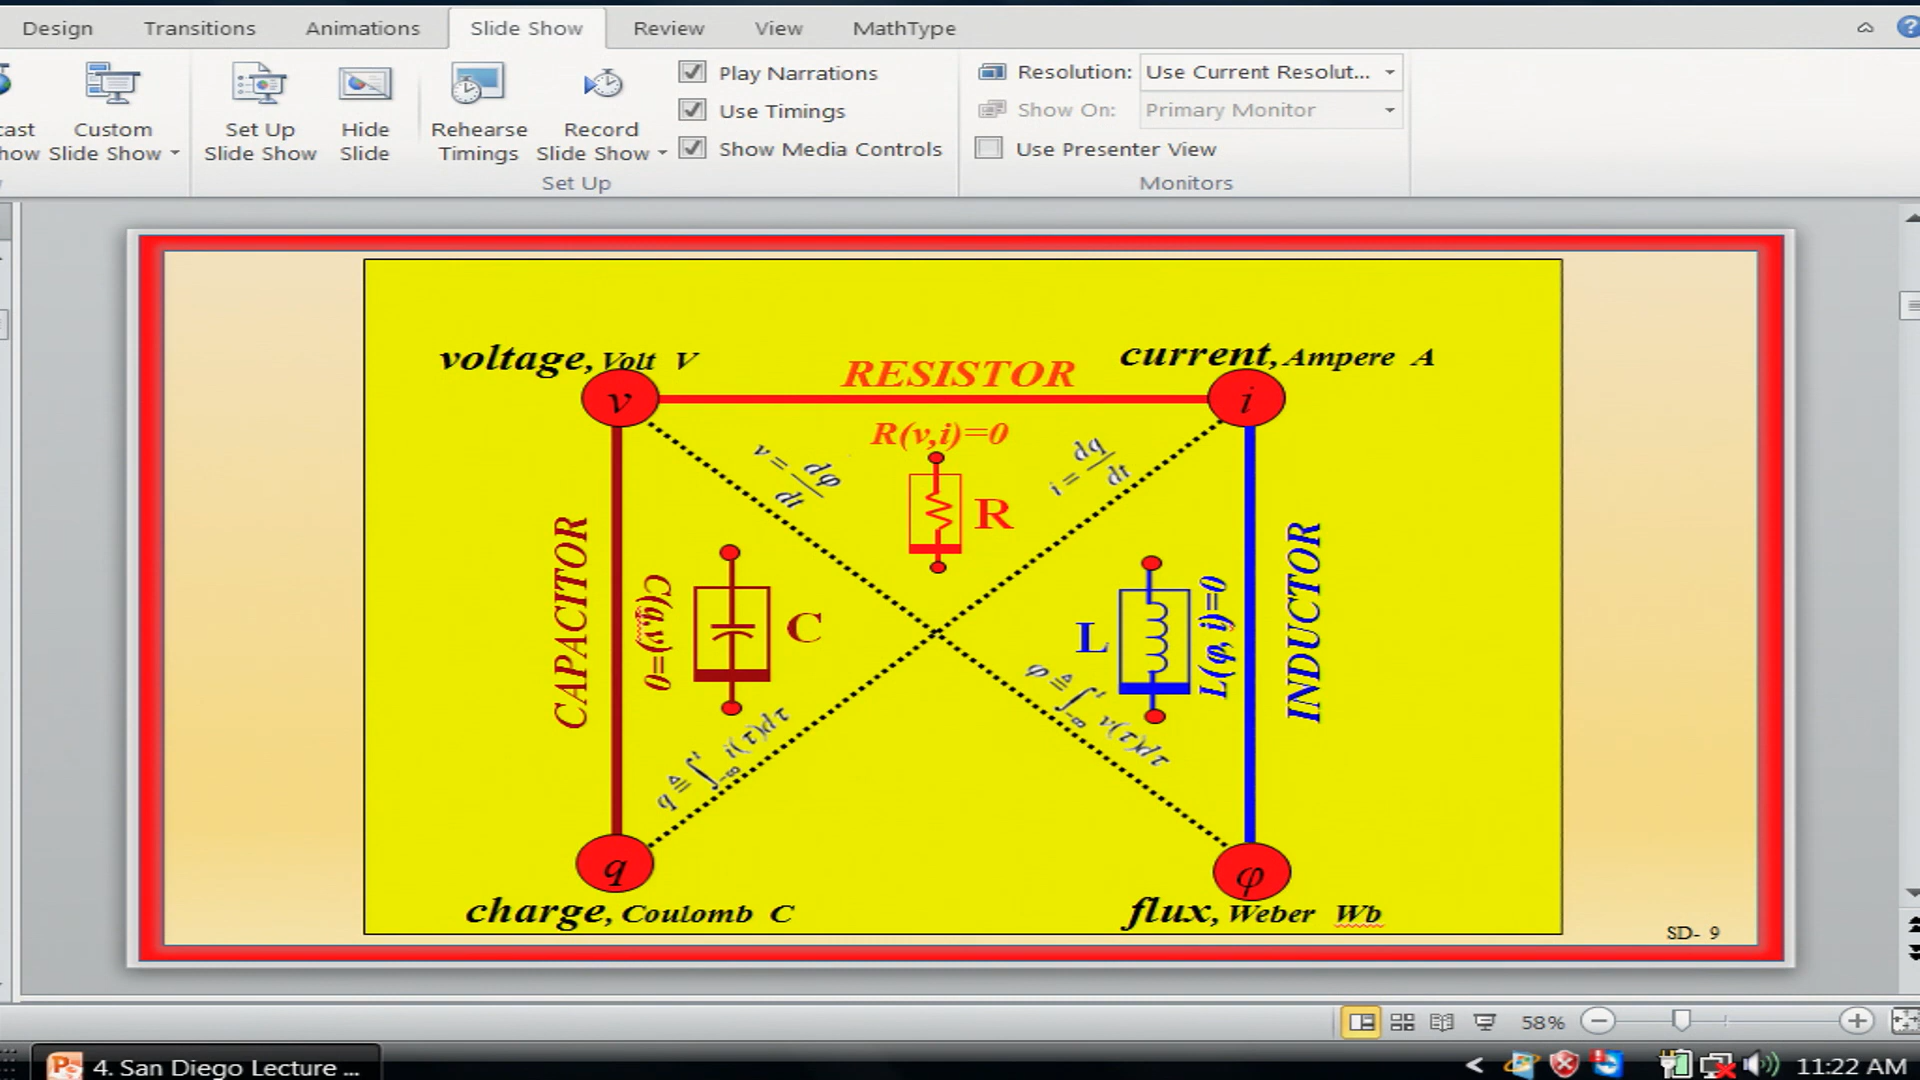 Design Transitions Animations Slide Show Review View MathType
cast
how
Custom
Slide Show
Set Up
Slide Show
Hide
Slide
Rehearse
Timings
Record
Slide Show
Play Narrations
Use Timings
Show Media Controls
Set Up
Resolution: Use Current Resolut...
Show On: Primary Monitor
Use Presenter View
Monitors
voltage, Volt V
current, Ampere A
RESISTOR
v
i
R(v,i)=0
v = dφ/dt
i = dq/dt
R
CAPACITOR
C(q,v)=0
C
L
L(φ, i)=0
INDUCTOR
q ≜ ∫_{-∞}^{t} i(τ)dτ
φ ≜ ∫_{-∞}^{t} v(τ)dτ
q
φ
charge, Coulomb C
flux, Weber Wb
SD- 9
58%
4. San Diego Lecture ...
11:22 AM